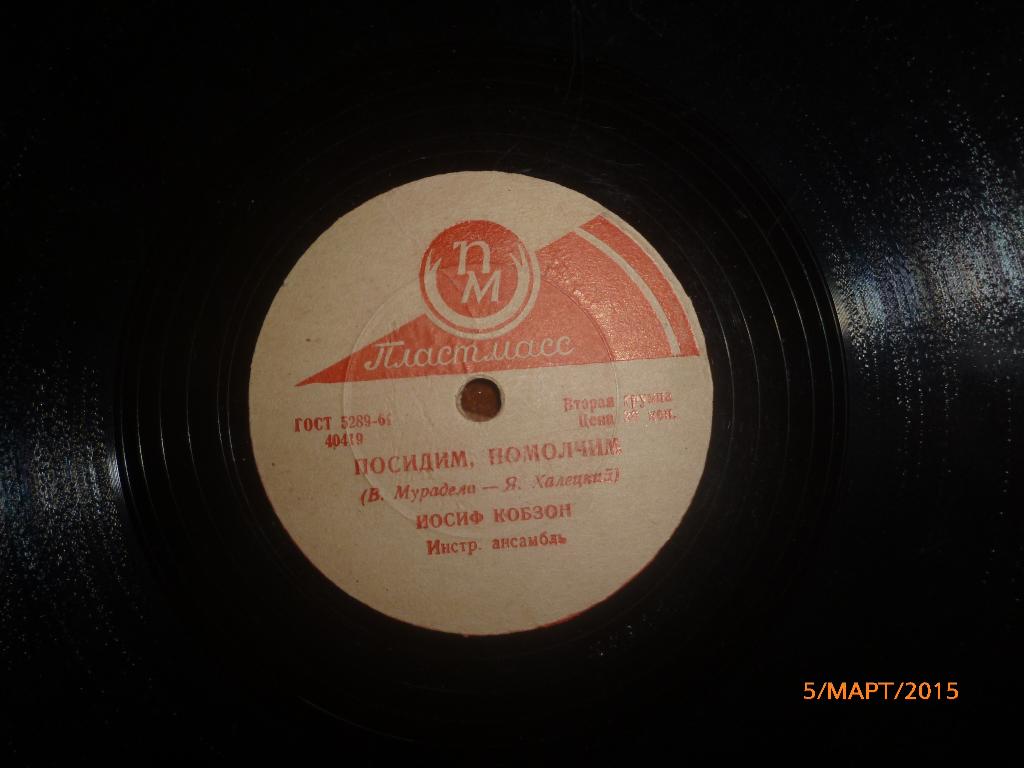 ПМ
Пластмасс
ГОСТ 5289-61
40419
Вторая группа
Цена коп.
ПОСИДИМ, ПОМОЛЧИМ
(В. Мурадели — Я. Халецкий)
ИОСИФ КОБЗОН
Инстр. ансамбль
5/МАРТ/2015